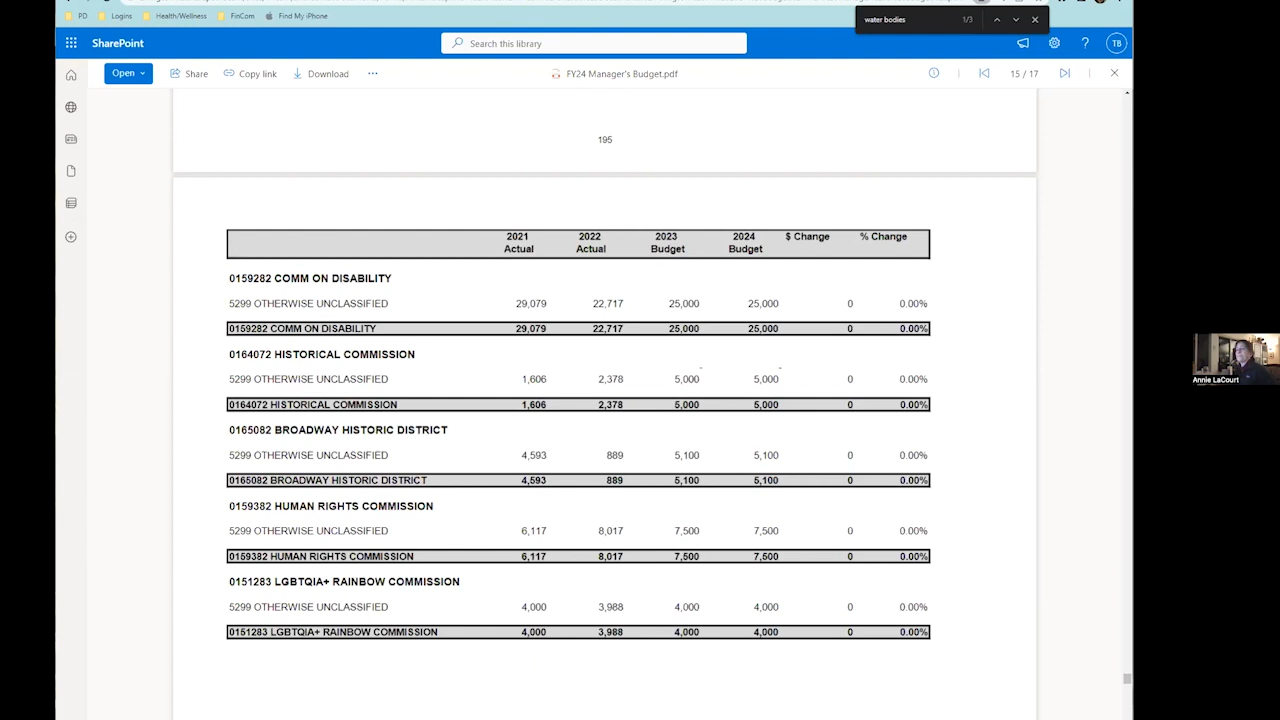 PD Logins Health/Wellness FinCom Find My iPhone
water bodies 1/3
SharePoint Search this library TB
Open Share Copy link Download ... FY24 Manager's Budget.pdf 15 / 17
195
2021 Actual 2022 Actual 2023 Budget 2024 Budget $ Change % Change
0159282 COMM ON DISABILITY
5299 OTHERWISE UNCLASSIFIED 29,079 22,717 25,000 25,000 0 0.00%
0159282 COMM ON DISABILITY 29,079 22,717 25,000 25,000 0 0.00%
0164072 HISTORICAL COMMISSION
5299 OTHERWISE UNCLASSIFIED 1,606 2,378 5,000 5,000 0 0.00%
0164072 HISTORICAL COMMISSION 1,606 2,378 5,000 5,000 0 0.00%
0165082 BROADWAY HISTORIC DISTRICT
5299 OTHERWISE UNCLASSIFIED 4,593 889 5,100 5,100 0 0.00%
0165082 BROADWAY HISTORIC DISTRICT 4,593 889 5,100 5,100 0 0.00%
0159382 HUMAN RIGHTS COMMISSION
5299 OTHERWISE UNCLASSIFIED 6,117 8,017 7,500 7,500 0 0.00%
0159382 HUMAN RIGHTS COMMISSION 6,117 8,017 7,500 7,500 0 0.00%
0151283 LGBTQIA+ RAINBOW COMMISSION
5299 OTHERWISE UNCLASSIFIED 4,000 3,988 4,000 4,000 0 0.00%
0151283 LGBTQIA+ RAINBOW COMMISSION 4,000 3,988 4,000 4,000 0 0.00%
Annie LaCourt